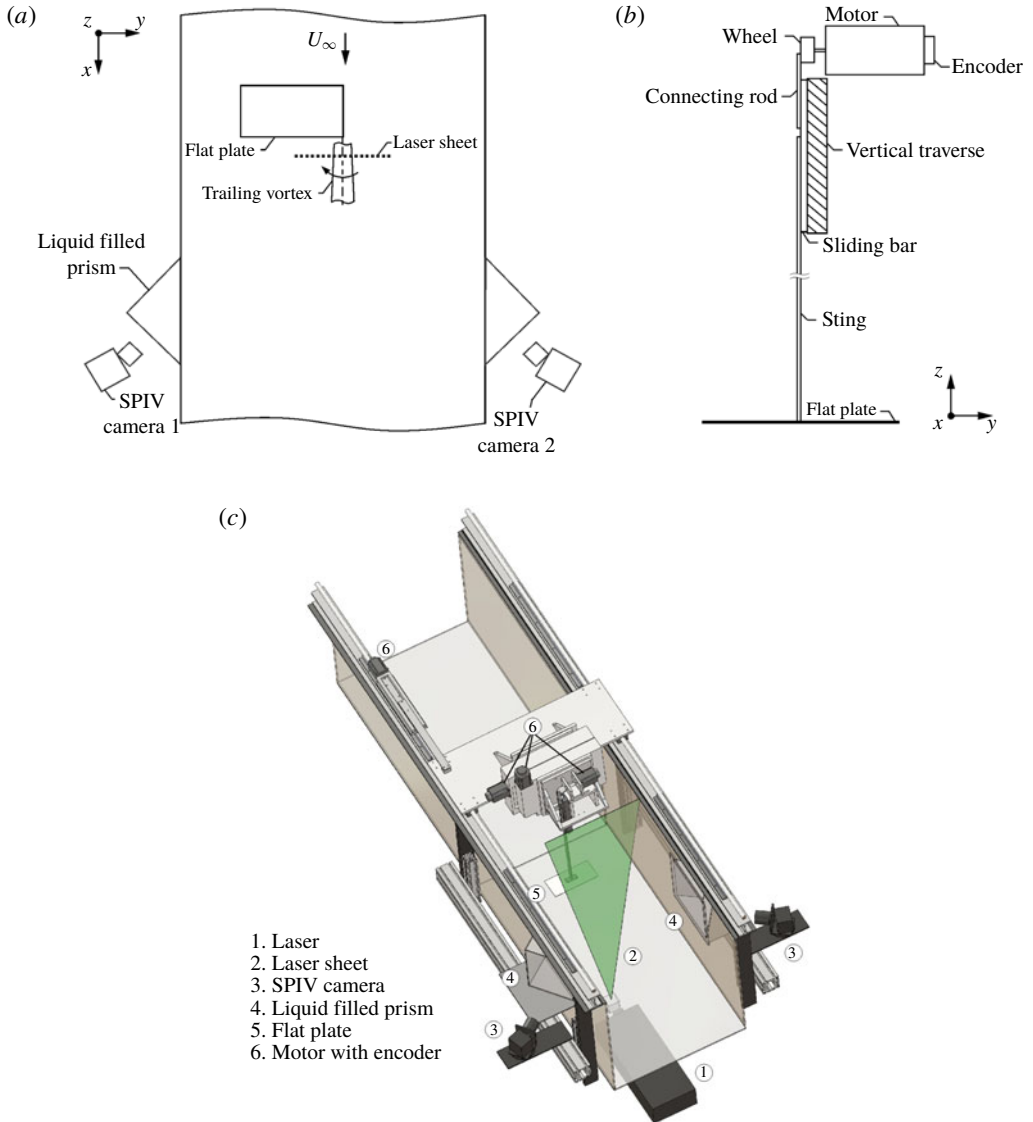 (a)
z
y
x
U∞
Flat plate
Laser sheet
Trailing vortex
Liquid filled
prism
SPIV
camera 1
SPIV
camera 2
(b)
Motor
Wheel
Encoder
Connecting rod
Vertical traverse
Sliding bar
Sting
Flat plate
z
x
y
(c)
6
6
5
4
2
3
4
3
1
1. Laser
2. Laser sheet
3. SPIV camera
4. Liquid filled prism
5. Flat plate
6. Motor with encoder